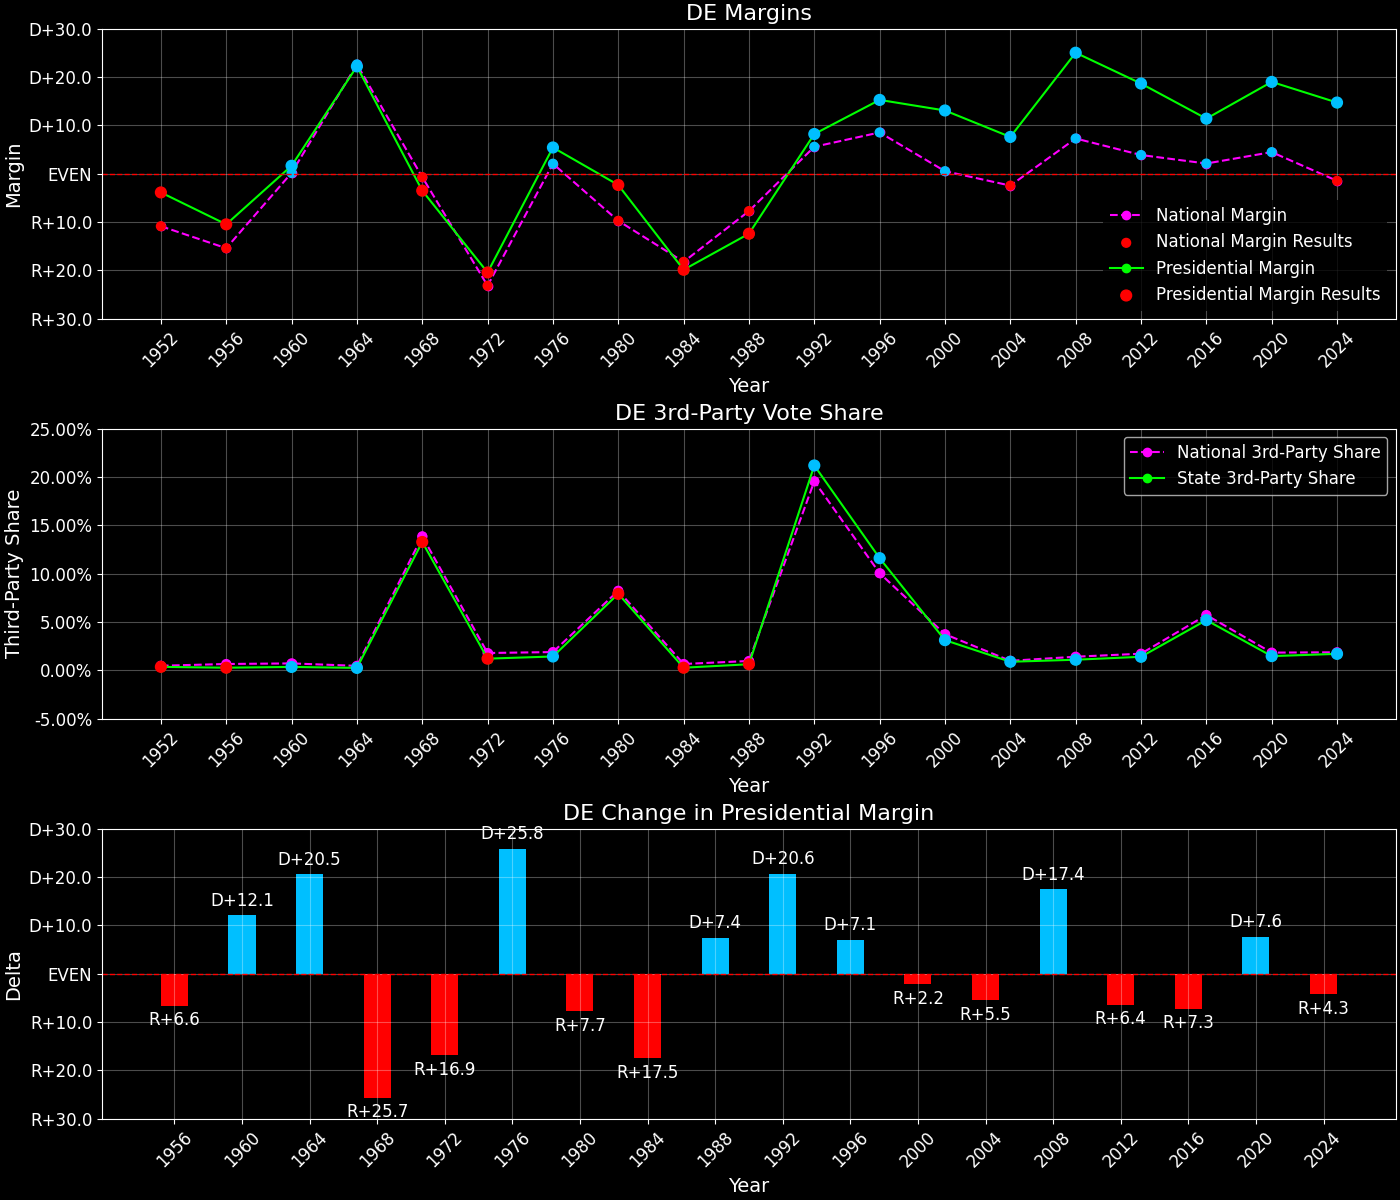 DE Margins
D+30.0
D+20.0
D+10.0
EVEN
R+10.0
R+20.0
R+30.0
Margin
National Margin
National Margin Results
Presidential Margin
Presidential Margin Results
1952 1956 1960 1964 1968 1972 1976 1980 1984 1988 1992 1996 2000 2004 2008 2012 2016 2020 2024
Year
DE 3rd-Party Vote Share
25.00%
20.00%
15.00%
10.00%
5.00%
0.00%
-5.00%
Third-Party Share
National 3rd-Party Share
State 3rd-Party Share
1952 1956 1960 1964 1968 1972 1976 1980 1984 1988 1992 1996 2000 2004 2008 2012 2016 2020 2024
Year
DE Change in Presidential Margin
D+30.0
D+20.0
D+10.0
EVEN
R+10.0
R+20.0
R+30.0
Delta
R+6.6
D+12.1
D+20.5
R+25.7
R+16.9
D+25.8
R+7.7
R+17.5
D+7.4
D+20.6
D+7.1
R+2.2
R+5.5
D+17.4
R+6.4
R+7.3
D+7.6
R+4.3
1956 1960 1964 1968 1972 1976 1980 1984 1988 1992 1996 2000 2004 2008 2012 2016 2020 2024
Year